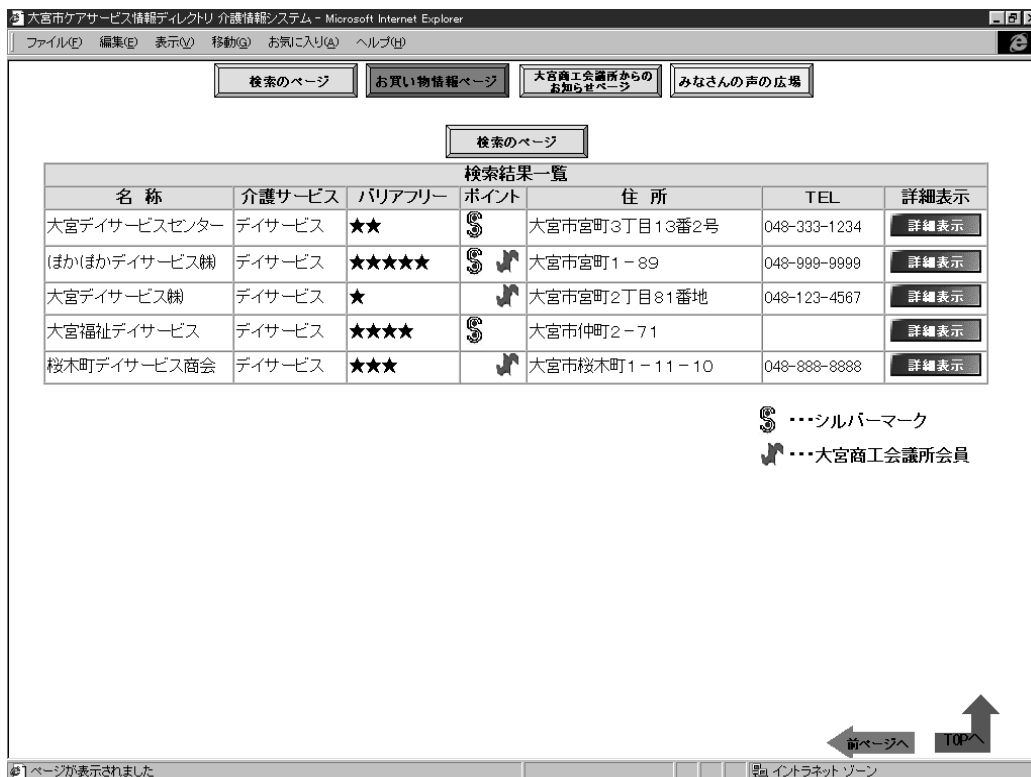 大宮市ケアサービス情報ディレクトリ 介護情報システム - Microsoft Internet Explorer
ファイル(F) 編集(E) 表示(V) 移動(G) お気に入り(A) ヘルプ(H)
検索のページ お買い物情報ページ 大宮商工会議所からの お知らせページ みなさんの声の広場
検索のページ
検索結果一覧
名 称 介護サービス バリアフリー ポイント 住 所 TEL 詳細表示
大宮デイサービスセンター デイサービス ★★ S 大宮市宮町3丁目13番2号 048-333-1234 詳細表示
ほかほかデイサービス㈱ デイサービス ★★★★★ S 大宮市宮町1-89 048-999-9999 詳細表示
大宮デイサービス㈱ デイサービス ★ 大宮市宮町2丁目81番地 048-123-4567 詳細表示
大宮福祉デイサービス デイサービス ★★★★ S 大宮市仲町2-71 詳細表示
桜木町デイサービス商会 デイサービス ★★★ 大宮市桜木町1-11-10 048-888-8888 詳細表示
S ・・・シルバーマーク
・・・大宮商工会議所会員
前ページへ TOPへ
ページが表示されました イントラネット ゾーン